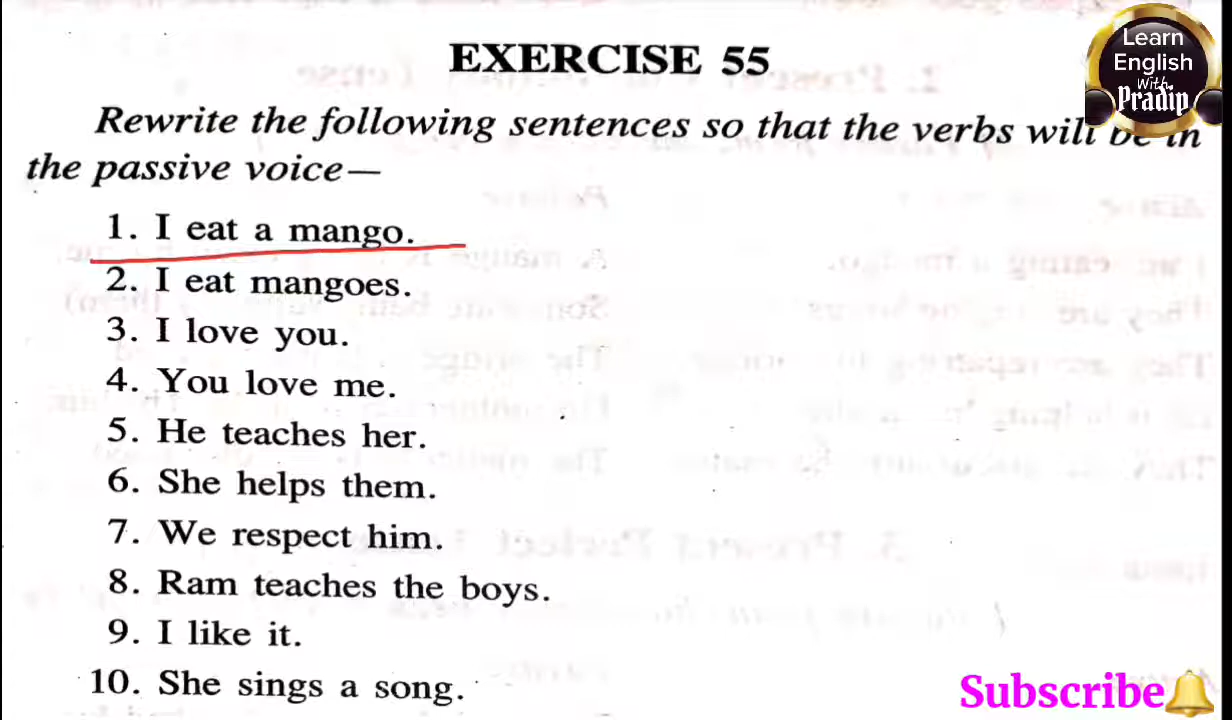 EXERCISE 55
Learn
English
With
Pradip
Rewrite the following sentences so that the verbs will be in
the passive voice—
1. I eat a mango.
2. I eat mangoes.
3. I love you.
4. You love me.
5. He teaches her.
6. She helps them.
7. We respect him.
8. Ram teaches the boys.
9. I like it.
10. She sings a song.
Subscribe